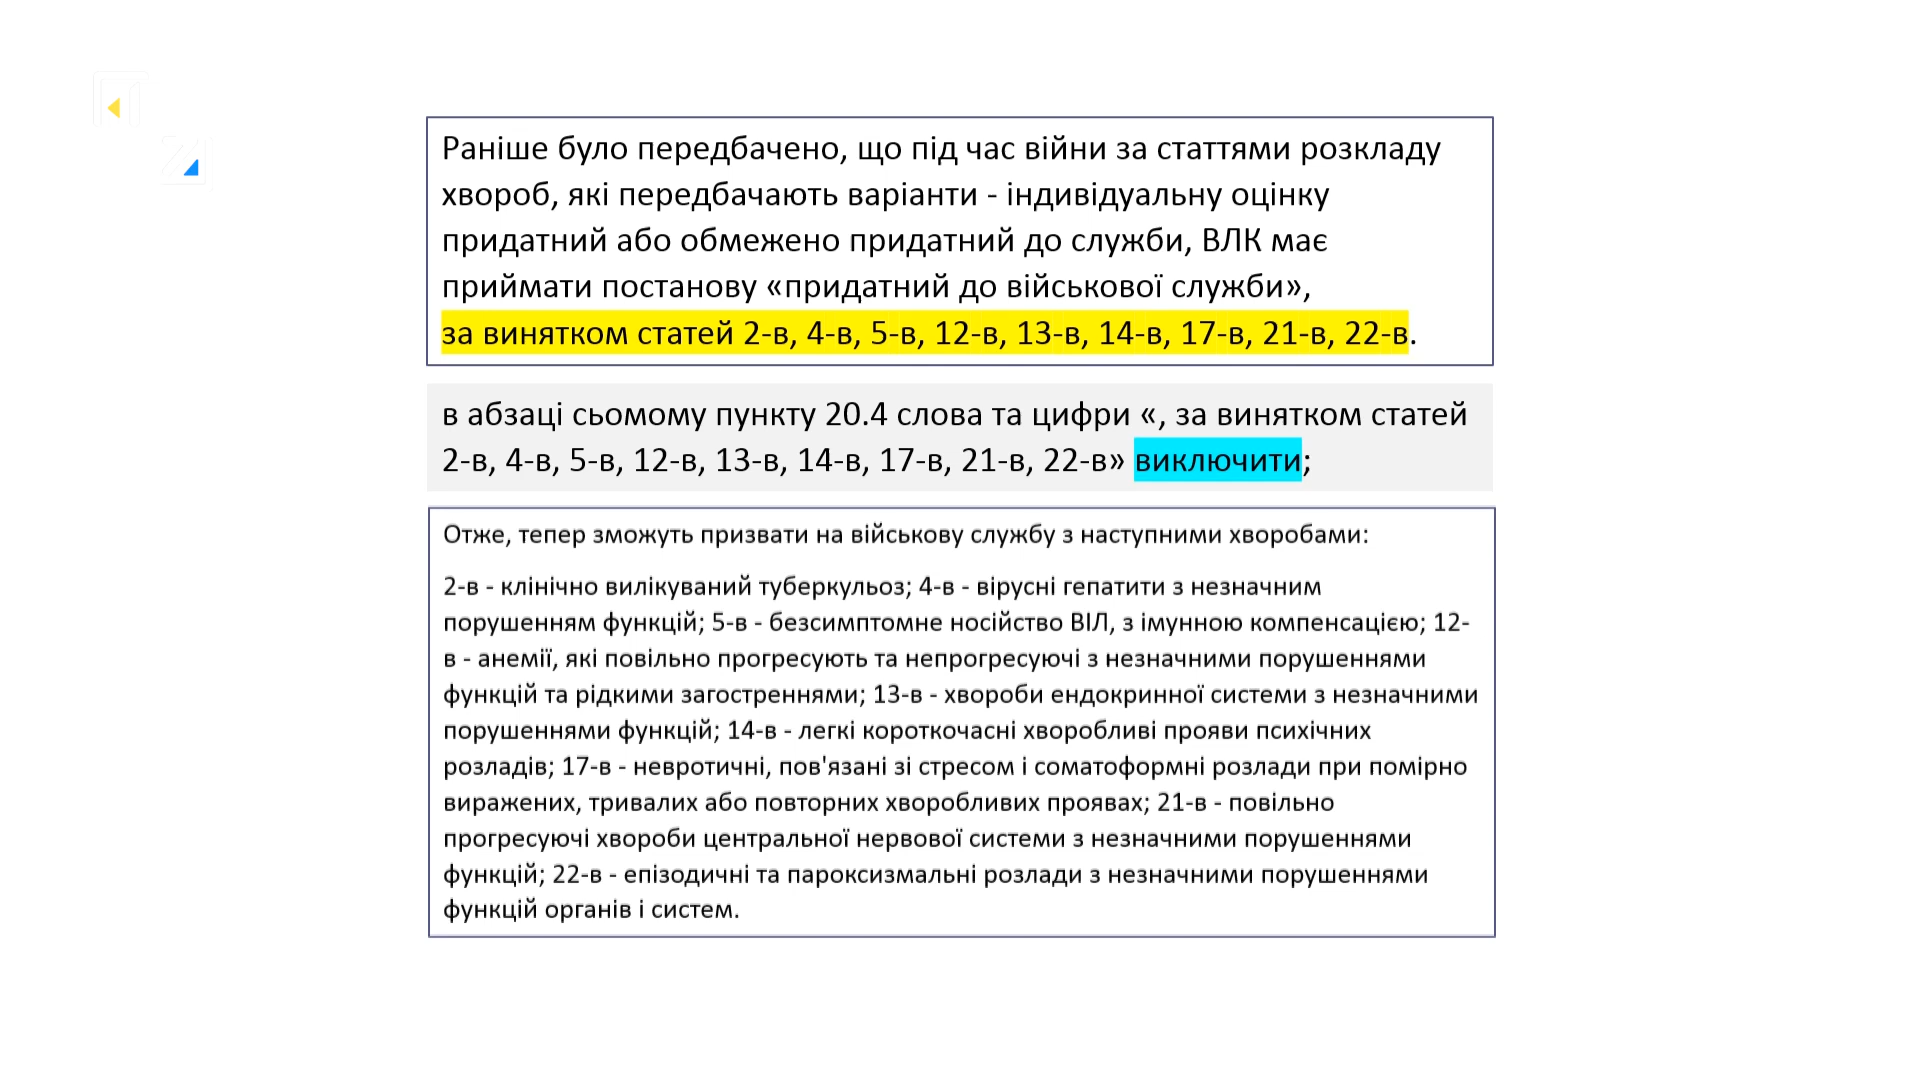 Раніше було передбачено, що під час війни за статтями розкладу
хвороб, які передбачають варіанти - індивідуальну оцінку
придатний або обмежено придатний до служби, ВЛК має
приймати постанову «придатний до військової служби»,
за винятком статей 2-в, 4-в, 5-в, 12-в, 13-в, 14-в, 17-в, 21-в, 22-в.
в абзаці сьомому пункту 20.4 слова та цифри «, за винятком статей
2-в, 4-в, 5-в, 12-в, 13-в, 14-в, 17-в, 21-в, 22-в» виключити;
Отже, тепер зможуть призвати на військову службу з наступними хворобами:
2-в - клінічно вилікуваний туберкульоз; 4-в - вірусні гепатити з незначним
порушенням функцій; 5-в - безсимптомне носійство ВІЛ, з імунною компенсацією; 12-
в - анемії, які повільно прогресують та непрогресуючі з незначними порушеннями
функцій та рідкими загостреннями; 13-в - хвороби ендокринної системи з незначними
порушеннями функцій; 14-в - легкі короткочасні хворобливі прояви психічних
розладів; 17-в - невротичні, пов'язані зі стресом і соматоформні розлади при помірно
виражених, тривалих або повторних хворобливих проявах; 21-в - повільно
прогресуючі хвороби центральної нервової системи з незначними порушеннями
функцій; 22-в - епізодичні та пароксизмальні розлади з незначними порушеннями
функцій органів і систем.